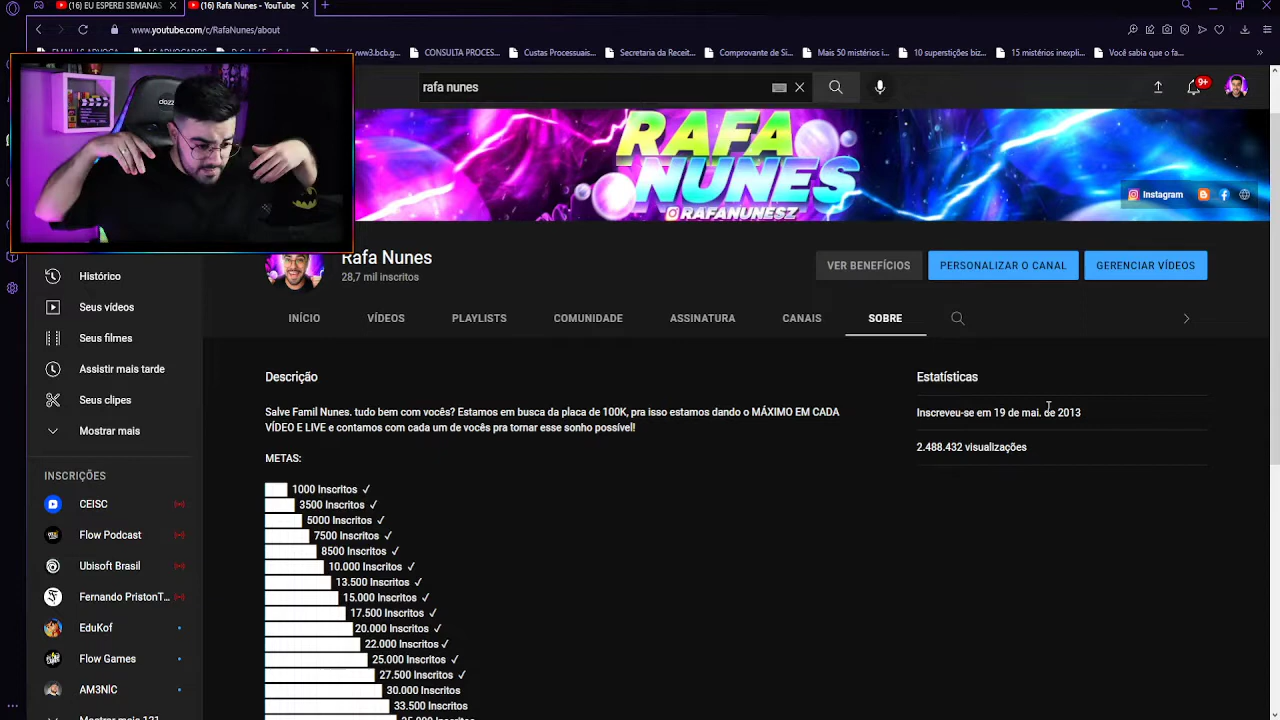 (16) EU ESPEREI SEMANAS
(16) Rafa Nunes - YouTube
www.youtube.com/c/RafaNunes/about
CONSULTA PROCES...
Custas Processuais...
Secretaria da Receit...
Comprovante de Si...
Mais 50 mistérios i...
10 superstições biz...
15 mistérios inexpli...
Você sabia que o fa...
rafa nunes
9+
RAFA
NUNES
@RAFANUNESZ
Instagram
Rafa Nunes
28,7 mil inscritos
VER BENEFÍCIOS
PERSONALIZAR O CANAL
GERENCIAR VÍDEOS
INÍCIO
VÍDEOS
PLAYLISTS
COMUNIDADE
ASSINATURA
CANAIS
SOBRE
Histórico
Seus vídeos
Seus filmes
Assistir mais tarde
Seus clipes
Mostrar mais
INSCRIÇÕES
CEISC
Flow Podcast
Ubisoft Brasil
Fernando PristonT...
EduKof
Flow Games
AM3NIC
Mostrar mais 121
Descrição
Salve Famil Nunes. tudo bem com vocês? Estamos em busca da placa de 100K, pra isso estamos dando o MÁXIMO EM CADA
VÍDEO E LIVE e contamos com cada um de vocês pra tornar esse sonho possível!
METAS:
1000 Inscritos ✓
3500 Inscritos ✓
5000 Inscritos ✓
7500 Inscritos ✓
8500 Inscritos ✓
10.000 Inscritos ✓
13.500 Inscritos ✓
15.000 Inscritos ✓
17.500 Inscritos ✓
20.000 Inscritos ✓
22.000 Inscritos ✓
25.000 Inscritos ✓
27.500 Inscritos ✓
30.000 Inscritos
33.500 Inscritos
Estatísticas
Inscreveu-se em 19 de mai. de 2013
2.488.432 visualizações